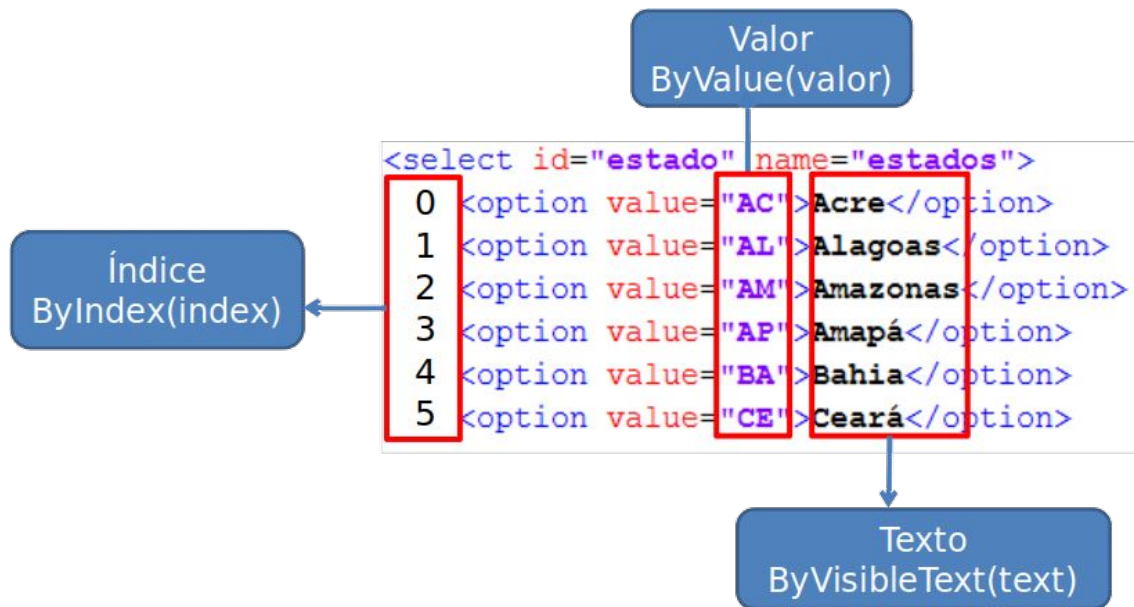 Valor
ByValue(valor)
<select id="estado" name="estados">
0 <option value="AC">Acre</option>
1 <option value="AL">Alagoas</option>
2 <option value="AM">Amazonas</option>
3 <option value="AP">Amapá</option>
4 <option value="BA">Bahia</option>
5 <option value="CE">Ceará</option>
Índice
ByIndex(index)
Texto
ByVisibleText(text)